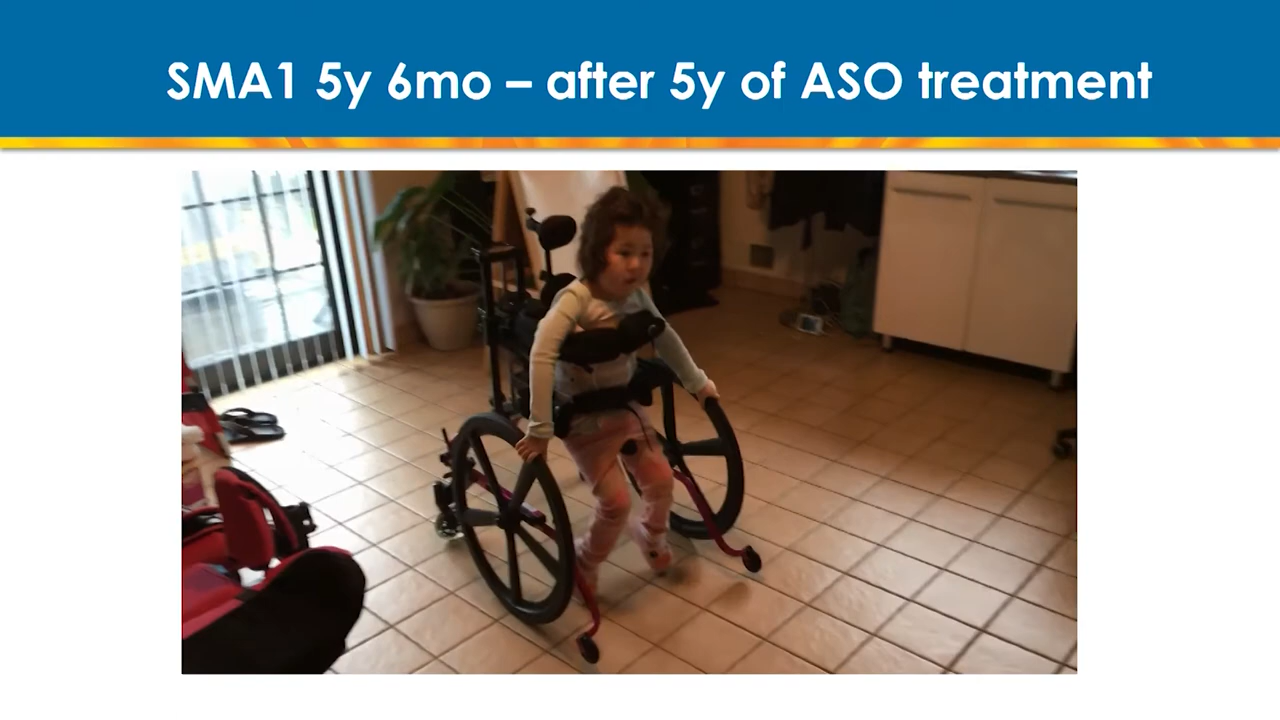 SMA1 5y 6mo – after 5y of ASO treatment